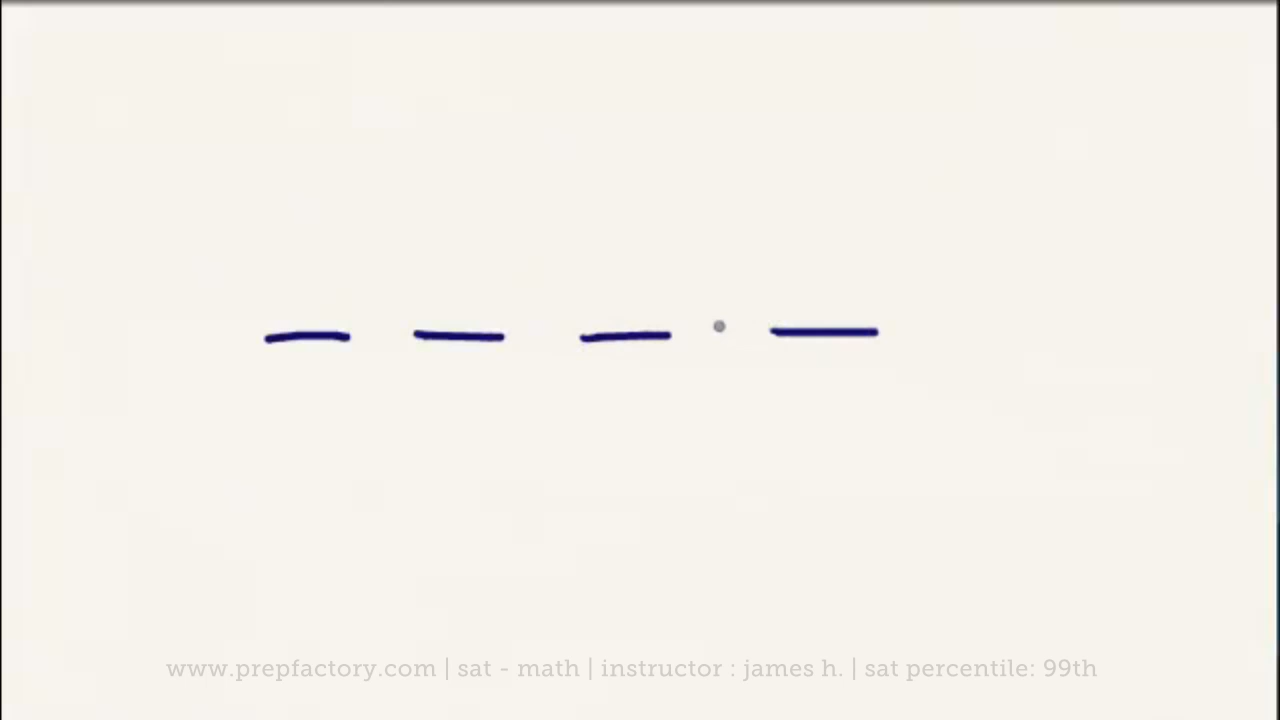 www.prepfactory.com | sat - math | instructor : james h. | sat percentile: 99th